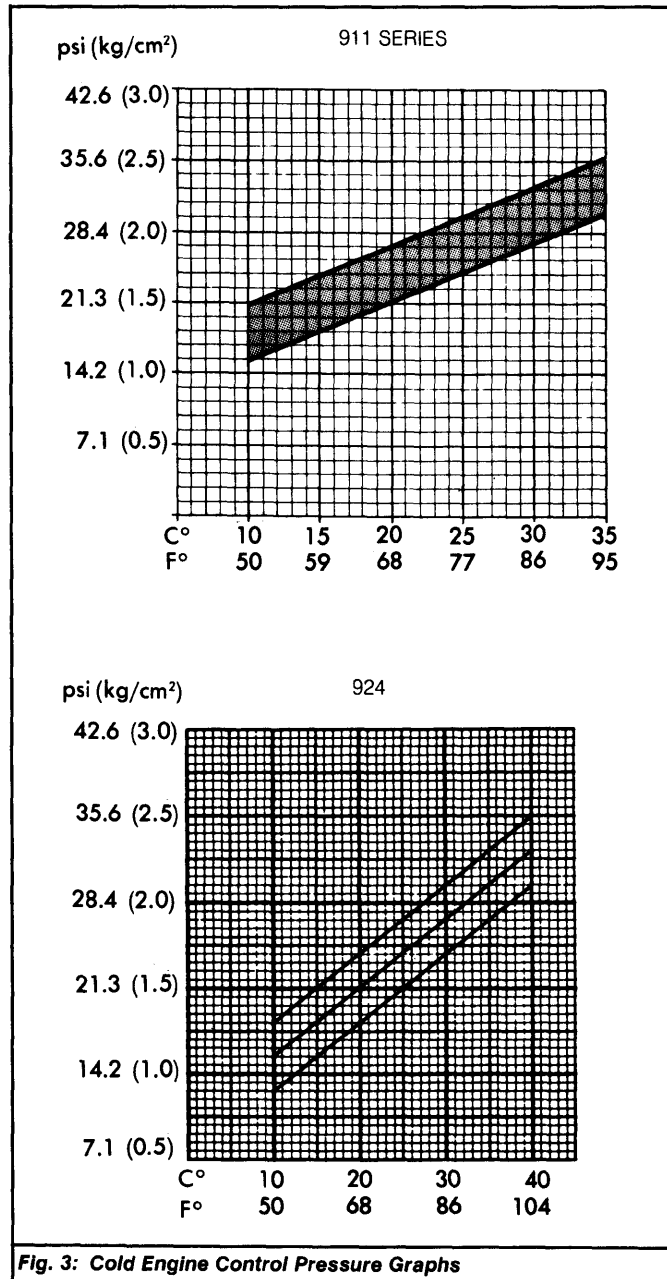 911 SERIES
psi (kg/cm²)
42.6 (3.0)
35.6 (2.5)
28.4 (2.0)
21.3 (1.5)
14.2 (1.0)
7.1 (0.5)
C° 10 15 20 25 30 35
F° 50 59 68 77 86 95
psi (kg/cm²)
924
42.6 (3.0)
35.6 (2.5)
28.4 (2.0)
21.3 (1.5)
14.2 (1.0)
7.1 (0.5)
C° 10 20 30 40
F° 50 68 86 104
Fig. 3: Cold Engine Control Pressure Graphs